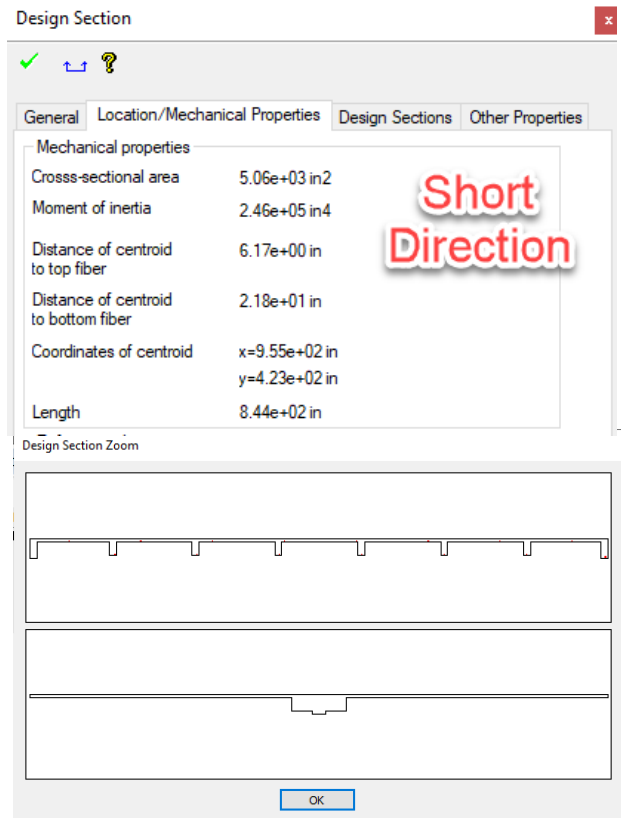 Design Section
x
?
General Location/Mechanical Properties Design Sections Other Properties
Mechanical properties
Crosss-sectional area 5.06e+03 in2
Moment of inertia 2.46e+05 in4
Distance of centroid
to top fiber 6.17e+00 in
Distance of centroid
to bottom fiber 2.18e+01 in
Coordinates of centroid x=9.55e+02 in
y=4.23e+02 in
Length 8.44e+02 in
Short
Direction
Design Section Zoom
OK